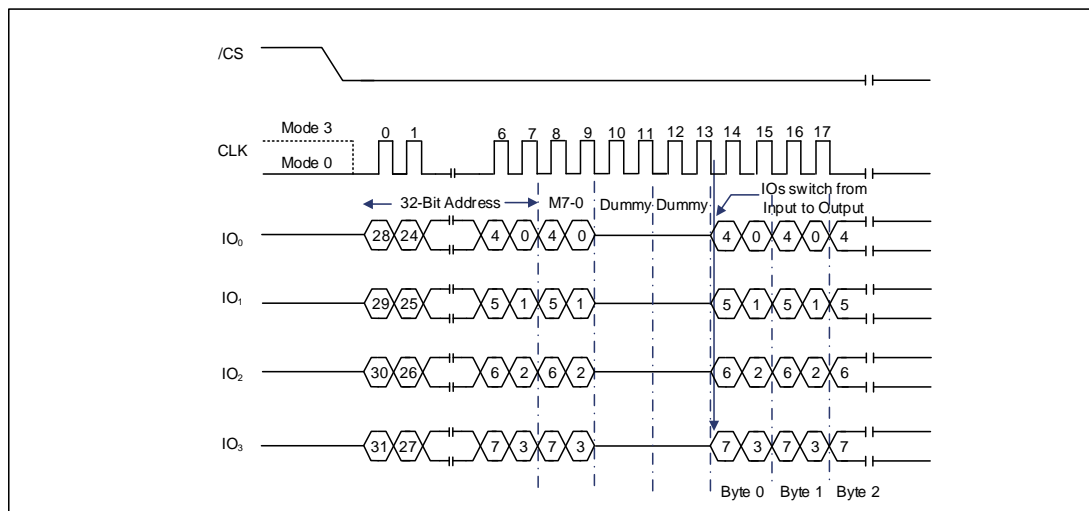 /CS
Mode 3
CLK
Mode 0
0 1 6 7 8 9 10 11 12 13 14 15 16 17
32-Bit Address M7-0 Dummy Dummy
IOs switch from
Input to Output
IO0 28 24 4 0 4 0 4 0 4 0 4
IO1 29 25 5 1 5 1 5 1 5 1 5
IO2 30 26 6 2 6 2 6 2 6 2 6
IO3 31 27 7 3 7 3 7 3 7 3 7
Byte 0 Byte 1 Byte 2